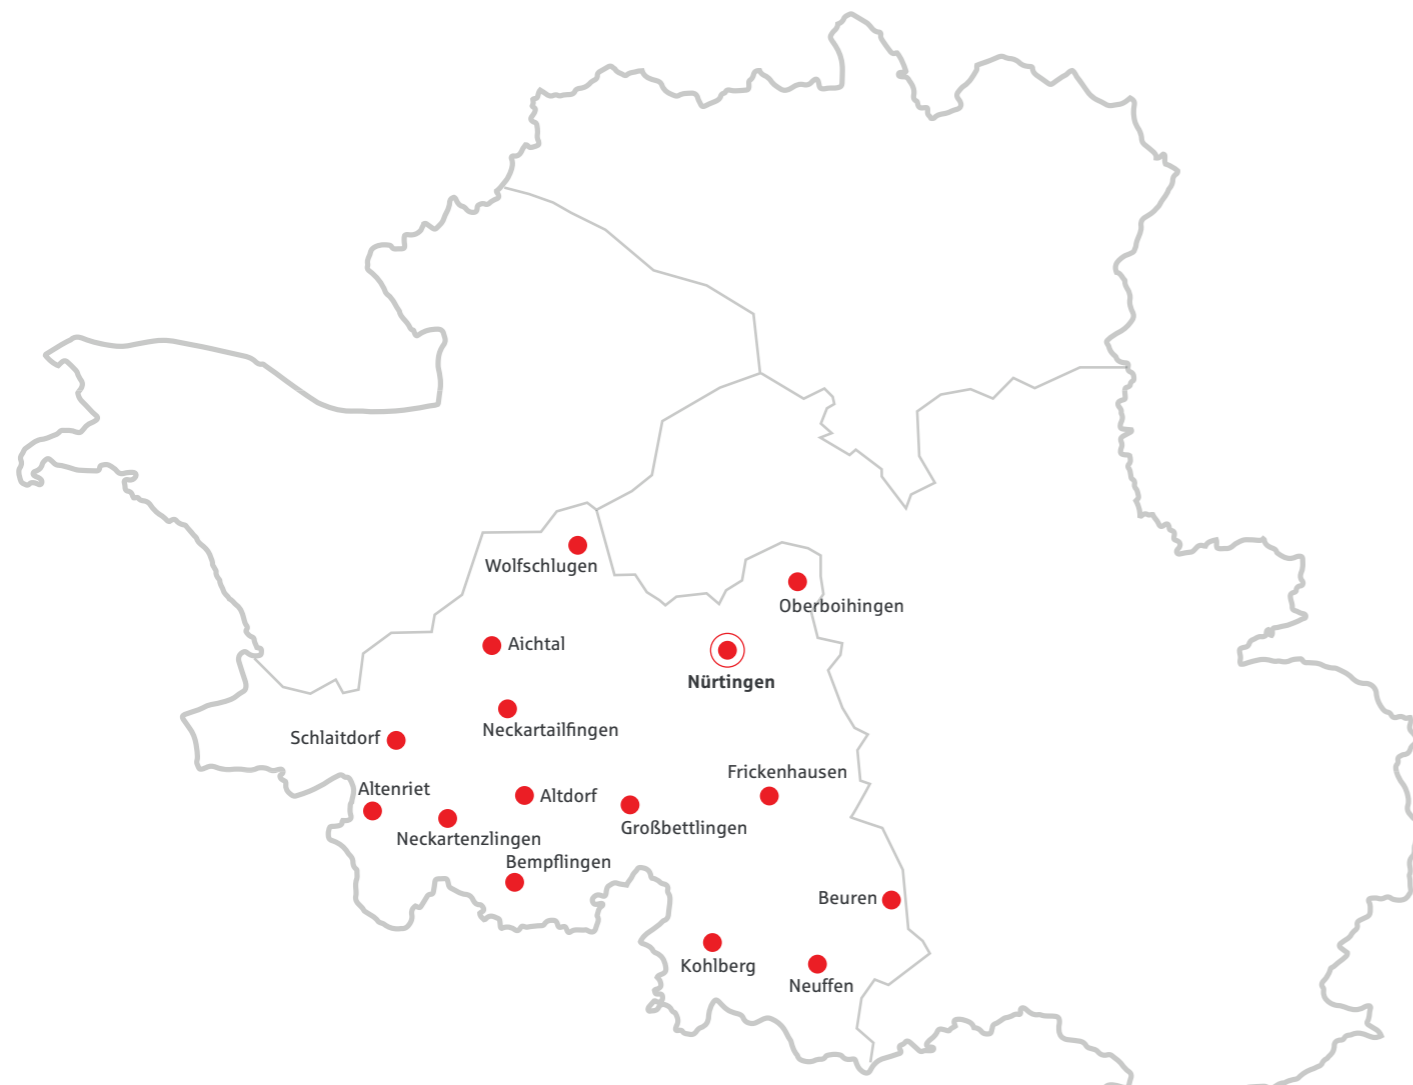 Wolfschlugen
Oberboihingen
Aichtal
Nürtingen
Neckartailfingen
Schlaitdorf
Frickenhausen
Altenriet
Altdorf
Großbettlingen
Neckartenzlingen
Bempflingen
Beuren
Kohlberg
Neuffen